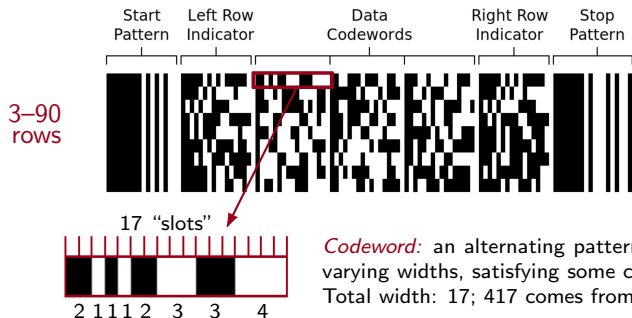 Start Pattern
Left Row Indicator
Data Codewords
Right Row Indicator
Stop Pattern
3–90 rows
17 “slots”
2 1 1 1 2 3 3 4
Codeword: an alternating pattern
varying widths, satisfying some c
Total width: 17; 417 comes from